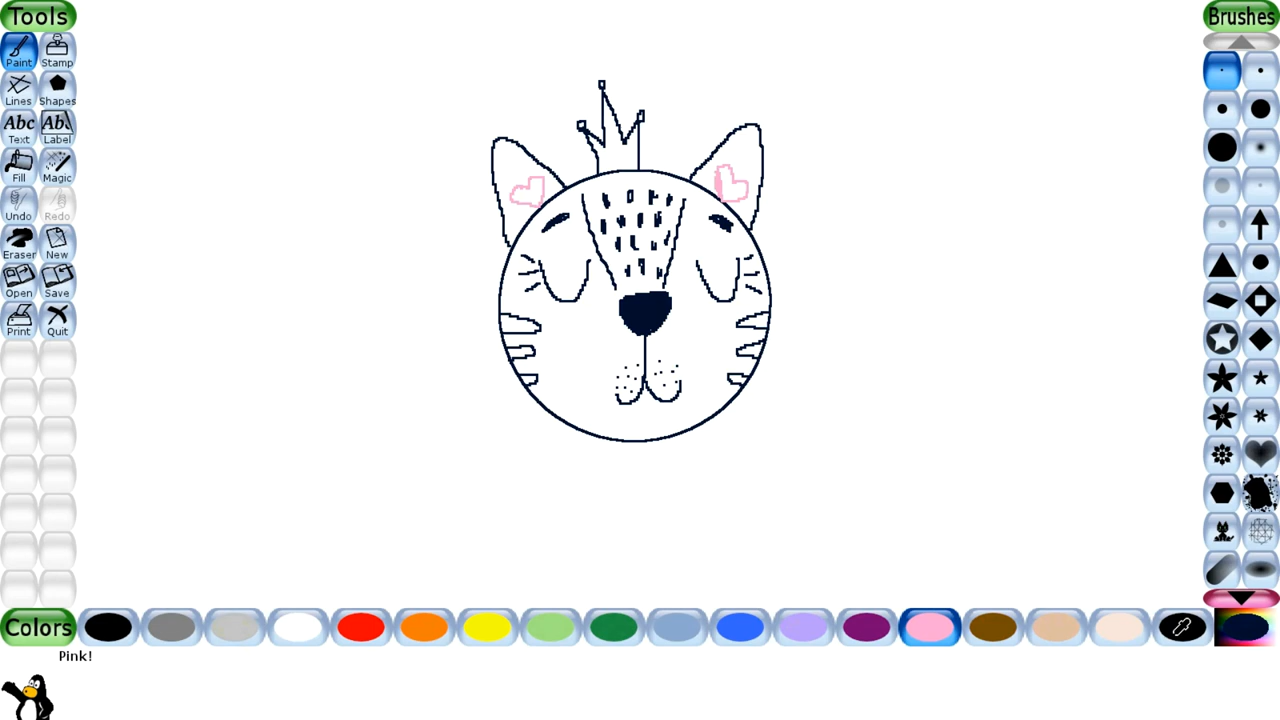 Tools
Brushes
Paint
Stamp
Lines
Shapes
Abc
Abc
Text
Label
Fill
Magic
Undo
Redo
Eraser
New
Open
Save
Print
Quit
Colors
Pink!